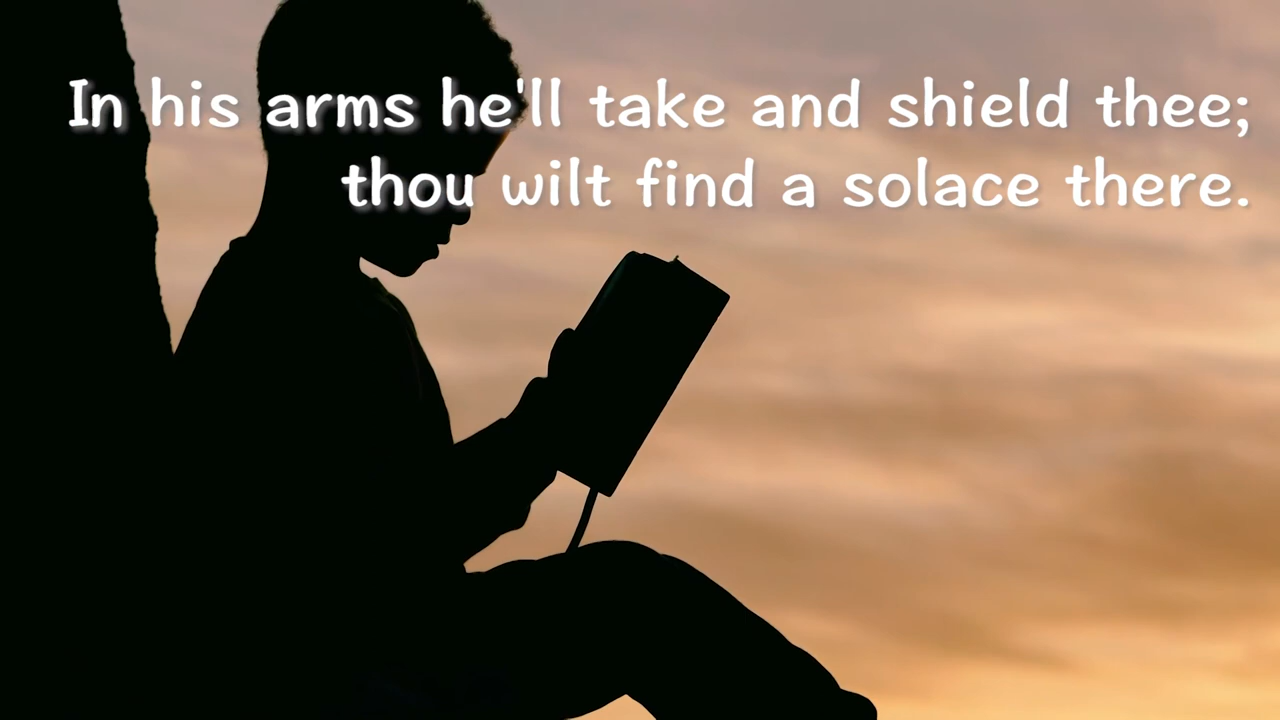 In his arms he'll take and shield thee;
thou wilt find a solace there.